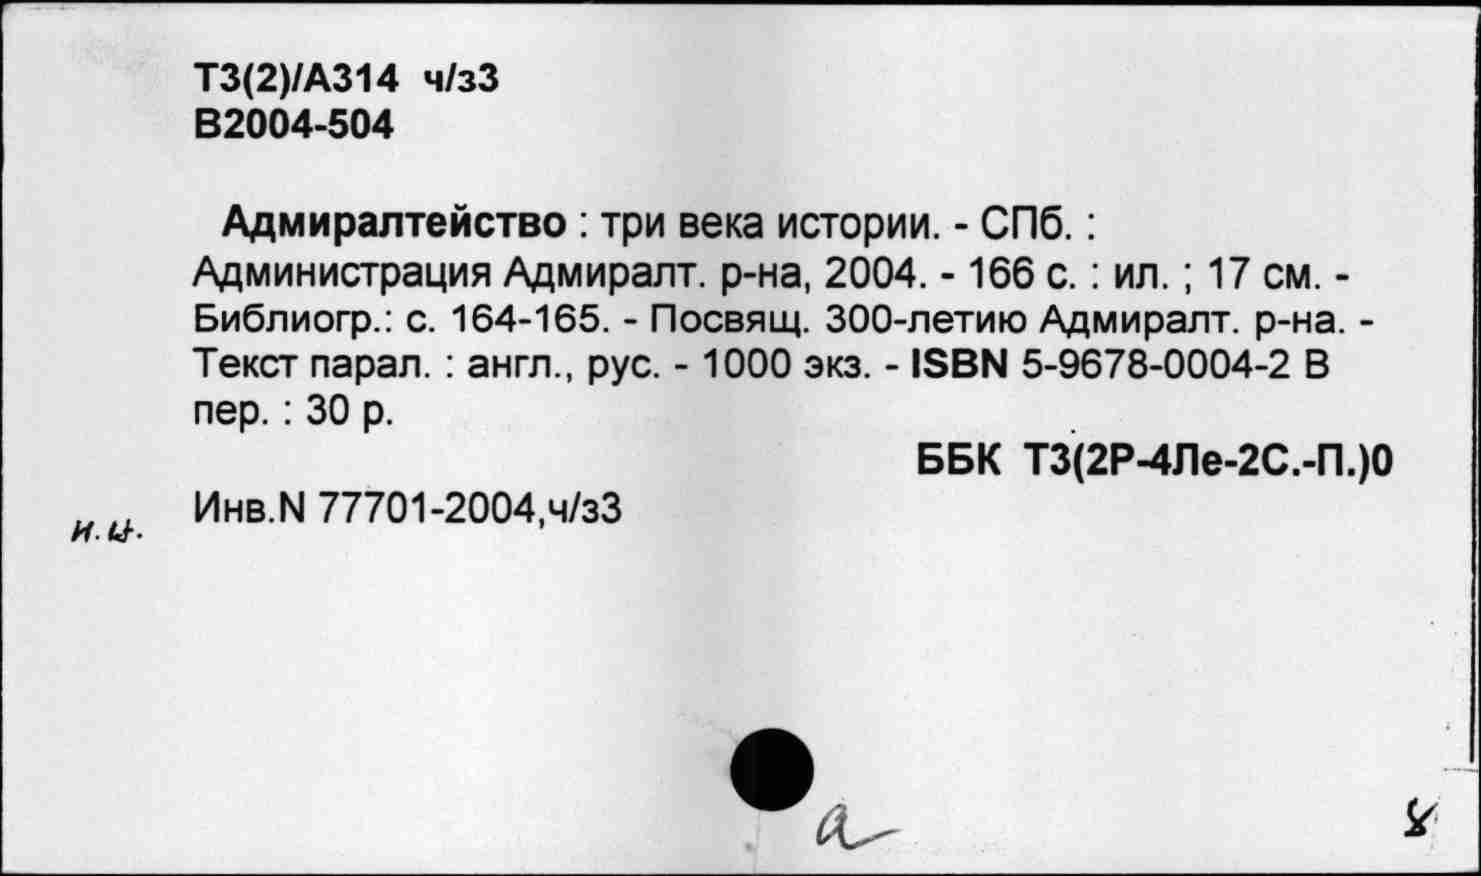 Т3(2)/А314 ч/з3
В2004-504
Адмиралтейство : три века истории. - СПб. :
Администрация Адмиралт. р-на, 2004. - 166 с. : ил. ; 17 см. -
Библиогр.: с. 164-165. - Посвящ. 300-летию Адмиралт. р-на. -
Текст парал. : англ., рус. - 1000 экз. - ISBN 5-9678-0004-2 В
пер. : 30 р.
ББК Т3(2Р-4Ле-2С.-П.)0
Инв.N 77701-2004,ч/з3
а